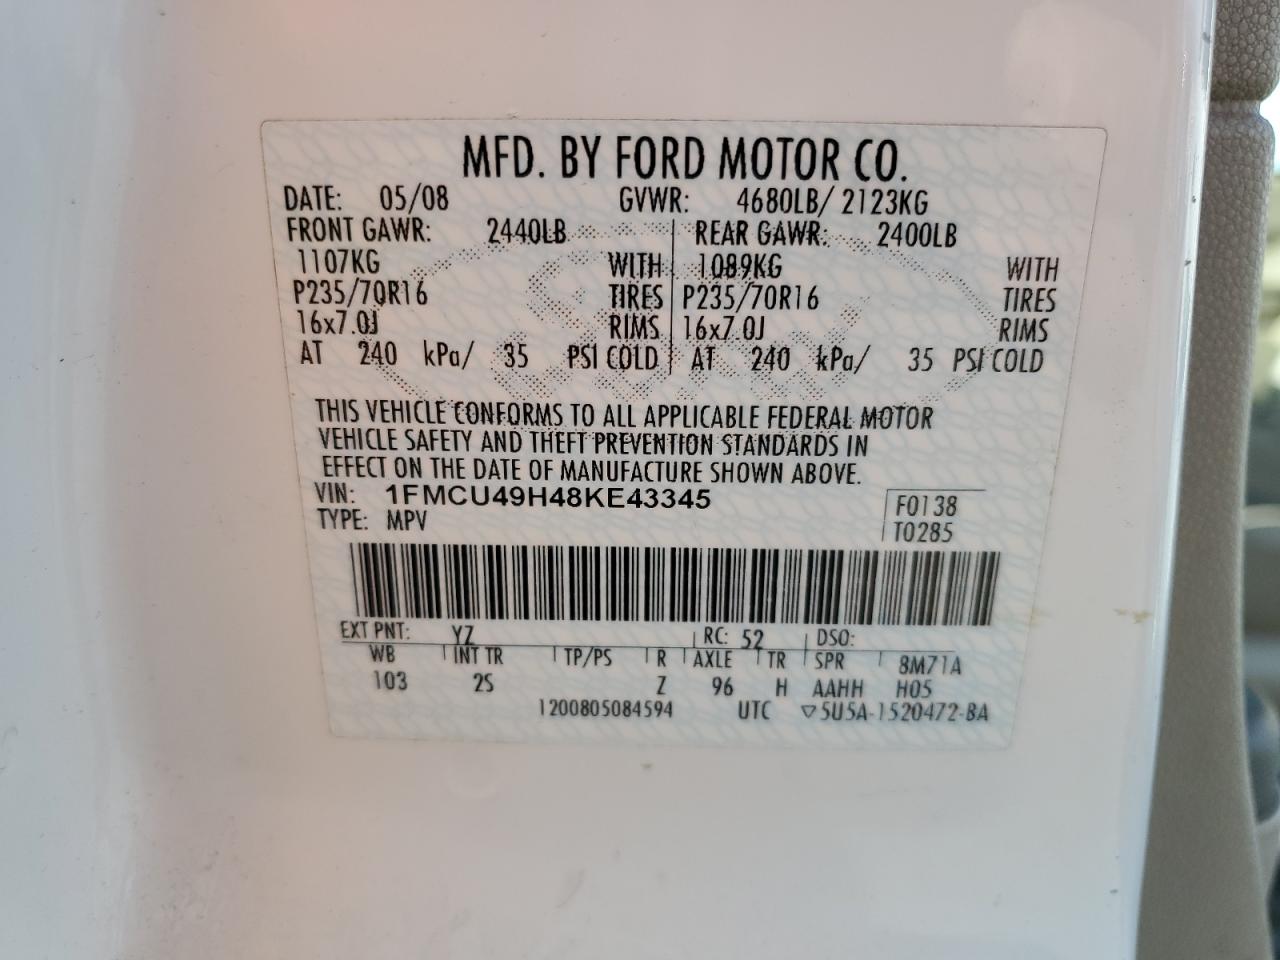 MFD. BY FORD MOTOR CO.
DATE: 05/08 GVWR: 4680LB/ 2123KG
FRONT GAWR: 2440LB REAR GAWR: 2400LB
1107KG WITH 1089KG WITH
P235/70R16 TIRES P235/70R16 TIRES
16x7.0J RIMS 16x7.0J RIMS
AT 240 kPa/ 35 PSI COLD AT 240 kPa/ 35 PSI COLD
THIS VEHICLE CONFORMS TO ALL APPLICABLE FEDERAL MOTOR
VEHICLE SAFETY AND THEFT PREVENTION STANDARDS IN
EFFECT ON THE DATE OF MANUFACTURE SHOWN ABOVE.
VIN: 1FMCU49H48KE43345 F0138
TYPE: MPV T0285
EXT PNT: YZ RC: 52 DSO:
WB INT TR TP/PS R AXLE TR SPR 8M71A
103 2S Z 96 H AAHH H05
1200805084594 UTC ▽5U5A-1520472-BA